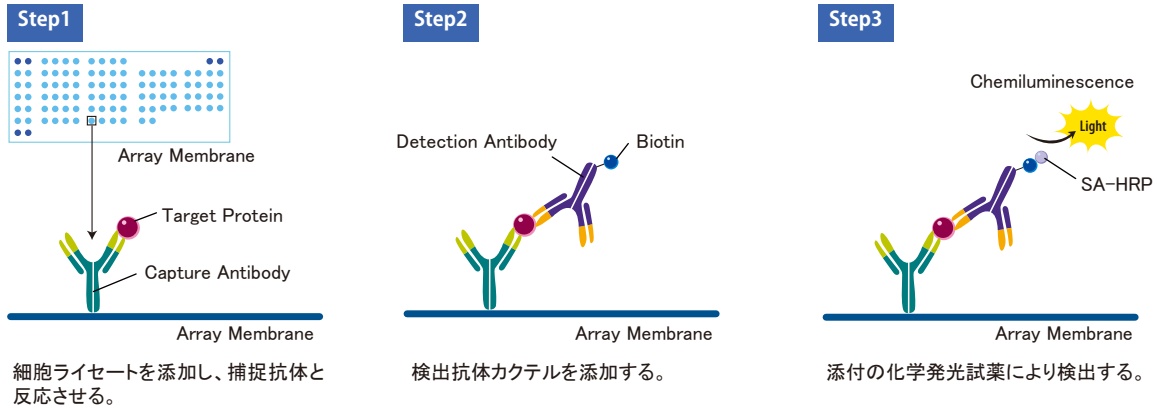 Step1
Array Membrane
Target Protein
Capture Antibody
Array Membrane
細胞ライセートを添加し、捕捉抗体と
反応させる。
Step2
Detection Antibody
Biotin
Array Membrane
検出抗体カクテルを添加する。
Step3
Chemiluminescence
Light
SA-HRP
Array Membrane
添付の化学発光試薬により検出する。